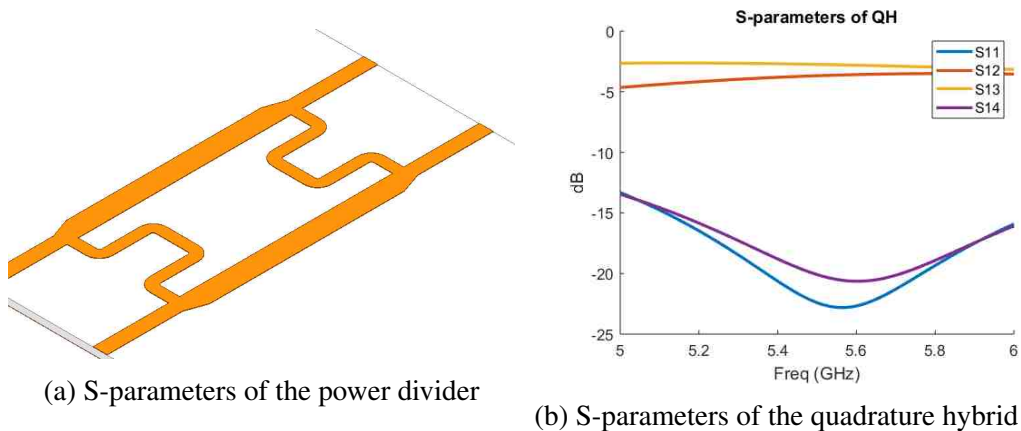 S-parameters of QH
0
-5
-10
-15
-20
-25
dB
S11
S12
S13
S14
5
5.2
5.4
5.6
5.8
6
Freq (GHz)
(a) S-parameters of the power divider
(b) S-parameters of the quadrature hybrid